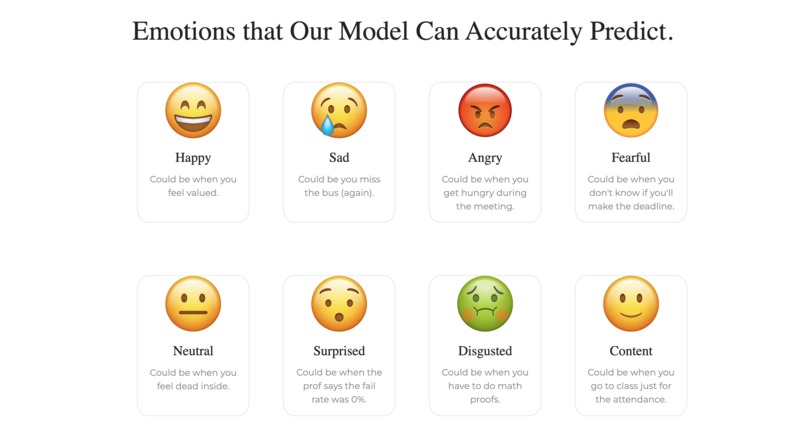 Emotions that Our Model Can Accurately Predict.
Happy
Could be when you
feel valued.
Sad
Could be you miss
the bus (again).
Angry
Could be when you
get hungry during
the meeting.
Fearful
Could be when you
don't know if you'll
make the deadline.
Neutral
Could be when you
feel dead inside.
Surprised
Could be when the
prof says the fail
rate was 0%.
Disgusted
Could be when you
have to do math
proofs.
Content
Could be when you
go to class just for
the attendance.